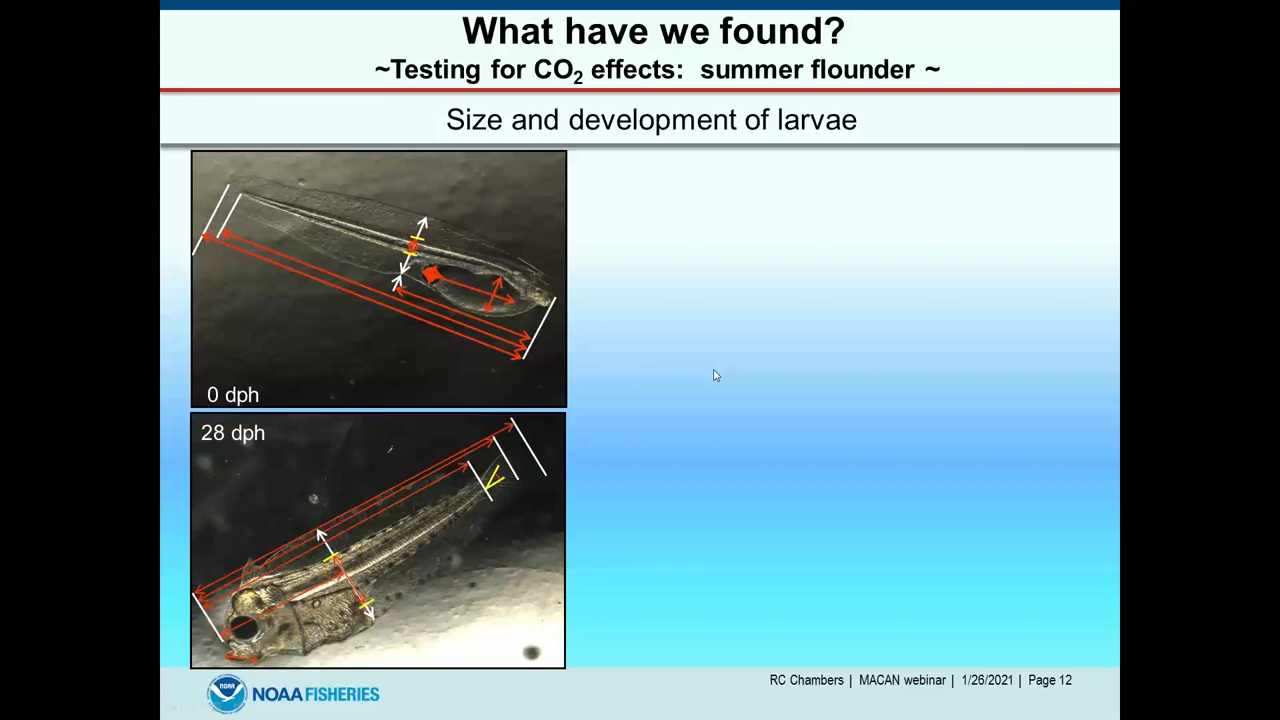 What have we found?
~Testing for CO₂ effects: summer flounder ~
Size and development of larvae
0 dph
28 dph
NOAA
NOAA FISHERIES
RC Chambers | MACAN webinar | 1/26/2021 | Page 12